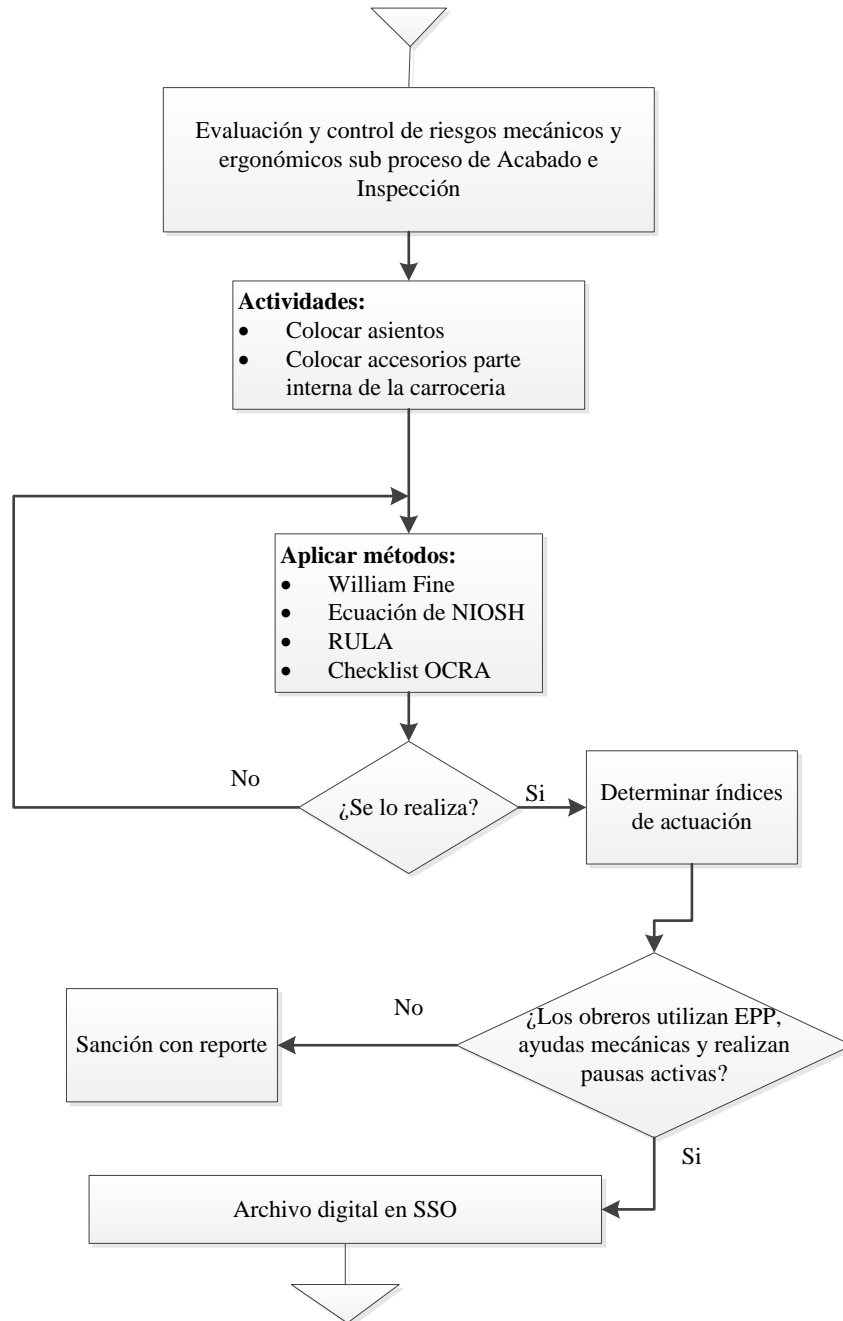 Evaluación y control de riesgos mecánicos y
ergonómicos sub proceso de Acabado e
Inspección
Actividades:
• Colocar asientos
• Colocar accesorios parte
interna de la carroceria
Aplicar métodos:
• William Fine
• Ecuación de NIOSH
• RULA
• Checklist OCRA
No
¿Se lo realiza?
Si
Determinar índices
de actuación
¿Los obreros utilizan EPP,
ayudas mecánicas y realizan
pausas activas?
No
Sanción con reporte
Si
Archivo digital en SSO